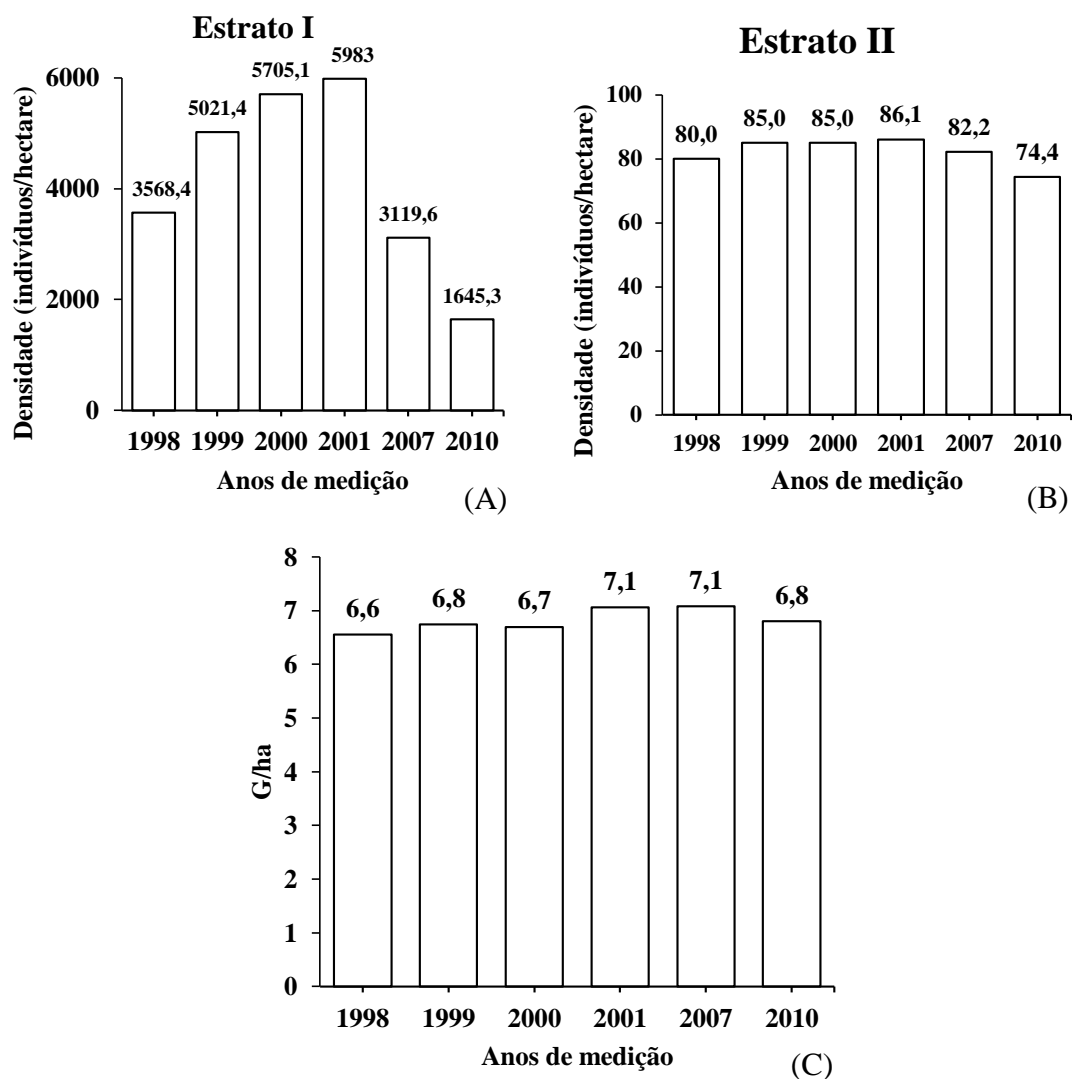 Estrato I
Densidade (indivíduos/hectare)
6000
4000
2000
0
3568,4
5021,4
5705,1
5983
3119,6
1645,3
1998 1999 2000 2001 2007 2010
Anos de medição
(A)
Estrato II
Densidade (indivíduos/hectare)
100
80
60
40
20
0
80,0
85,0
85,0
86,1
82,2
74,4
1998 1999 2000 2001 2007 2010
Anos de medição
(B)
G/ha
8
7
6
5
4
3
2
1
0
6,6
6,8
6,7
7,1
7,1
6,8
1998 1999 2000 2001 2007 2010
Anos de medição
(C)